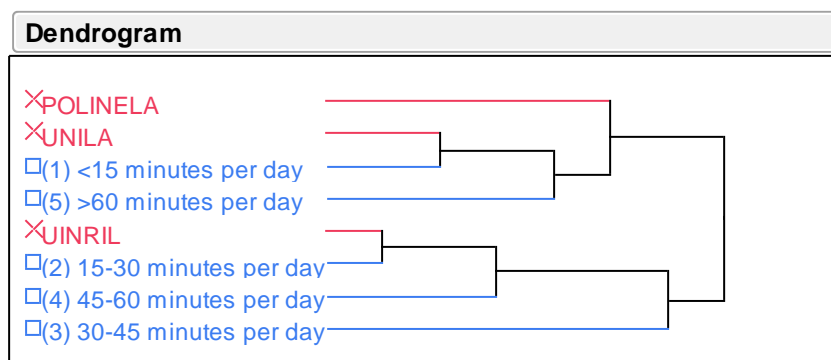 Dendrogram
POLINELA
UNILA
(1) <15 minutes per day
(5) >60 minutes per day
UINRIL
(2) 15-30 minutes per day
(4) 45-60 minutes per day
(3) 30-45 minutes per day